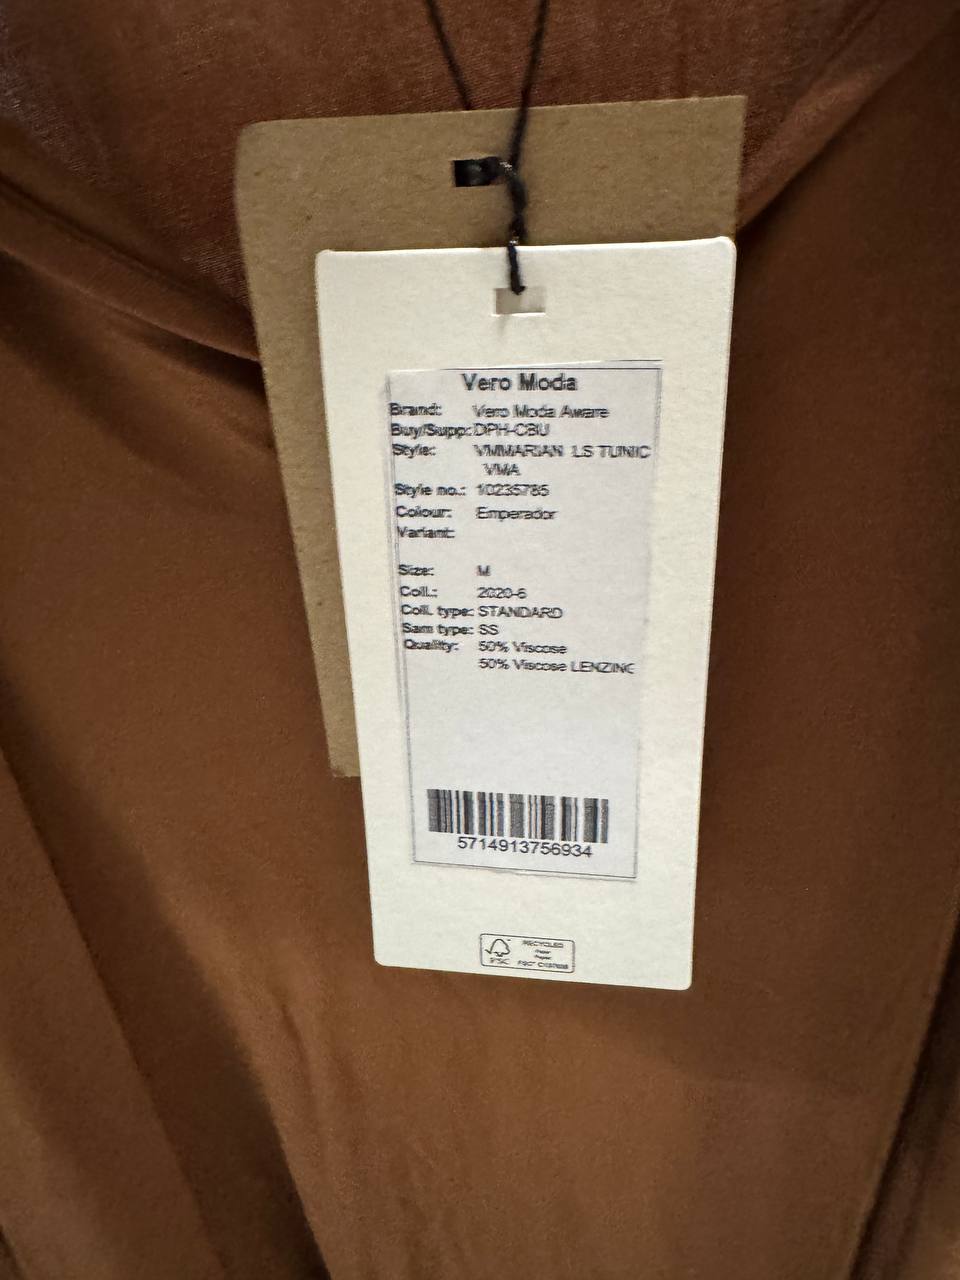 Vero Moda
Brand: Vero Moda Aware
Buy/Supp: DPH-CBU
Style: VMMARIAN LS TUNIC
VMA
Style no.: 10235785
Colour: Emperador
Variant:
Size: M
Coll.: 2020-6
Coll. type: STANDARD
Sam type: SS
Quality: 50% Viscose
50% Viscose LENZING
5714913756934
FSC
RECYCLED
Paper